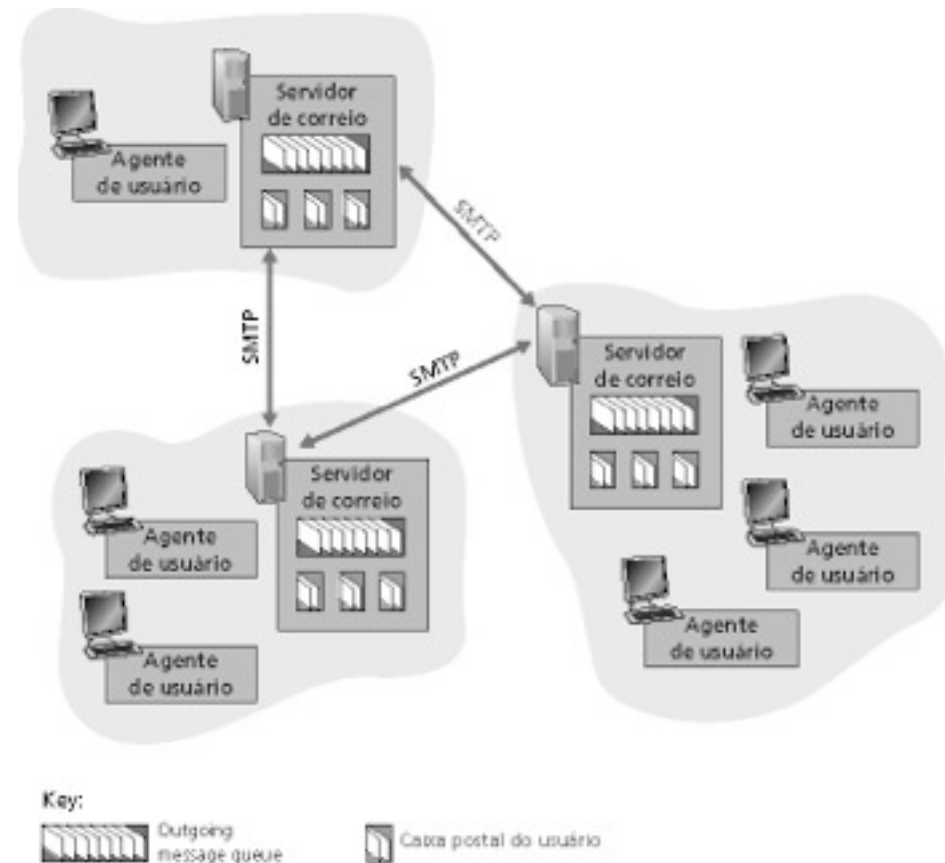 Servidor
de correio
Agente
de usuário
SMTP
SMTP
SMTP
Servidor
de correio
Agente
de usuário
Servidor
de correio
Agente
de usuário
Agente
de usuário
Agente
de usuário
Agente
de usuário
Key:
Outgoing
message queue
Caixa postal do usuário